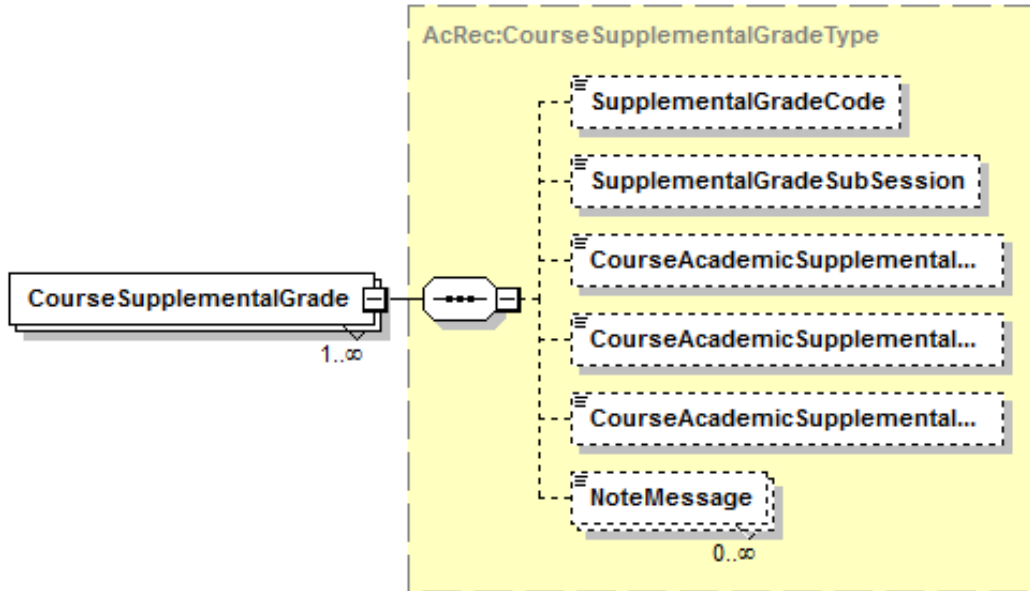 AcRec:CourseSupplementalGradeType
SupplementalGradeCode
SupplementalGradeSubSession
CourseAcademicSupplemental...
CourseSupplementalGrade
1..∞
CourseAcademicSupplemental...
CourseAcademicSupplemental...
NoteMessage
0..∞